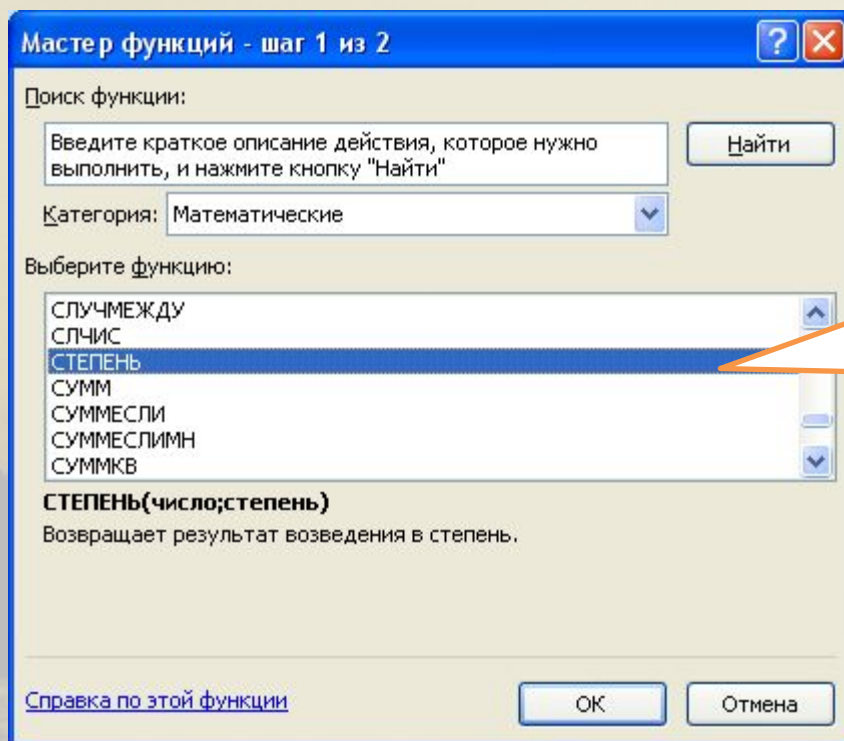 Мастер функций - шаг 1 из 2
Поиск функции:
Введите краткое описание действия, которое нужно
выполнить, и нажмите кнопку "Найти"
Найти
Категория: Математические
Выберите функцию:
СЛУЧМЕЖДУ
СЛЧИС
СТЕПЕНЬ
СУММ
СУММЕСЛИ
СУММЕСЛИМН
СУММКВ
СТЕПЕНЬ(число;степень)
Возвращает результат возведения в степень.
Справка по этой функции
ОК
Отмена